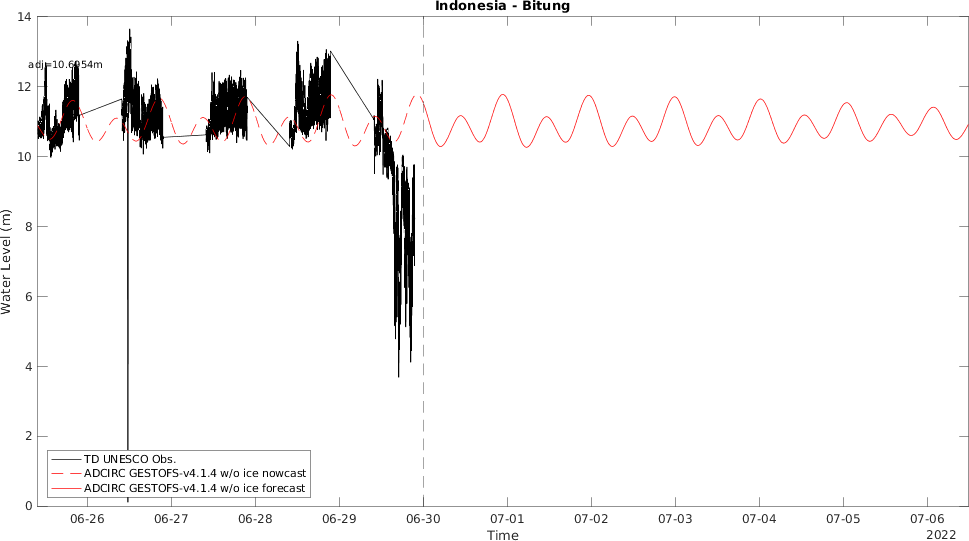 Indonesia - Bitung
14
12
10
8
6
4
2
0
Water Level (m)
adj=10.6954m
TD UNESCO Obs.
ADCIRC GESTOFS-v4.1.4 w/o ice nowcast
ADCIRC GESTOFS-v4.1.4 w/o ice forecast
06-26 06-27 06-28 06-29 06-30 07-01 07-02 07-03 07-04 07-05 07-06
Time
2022